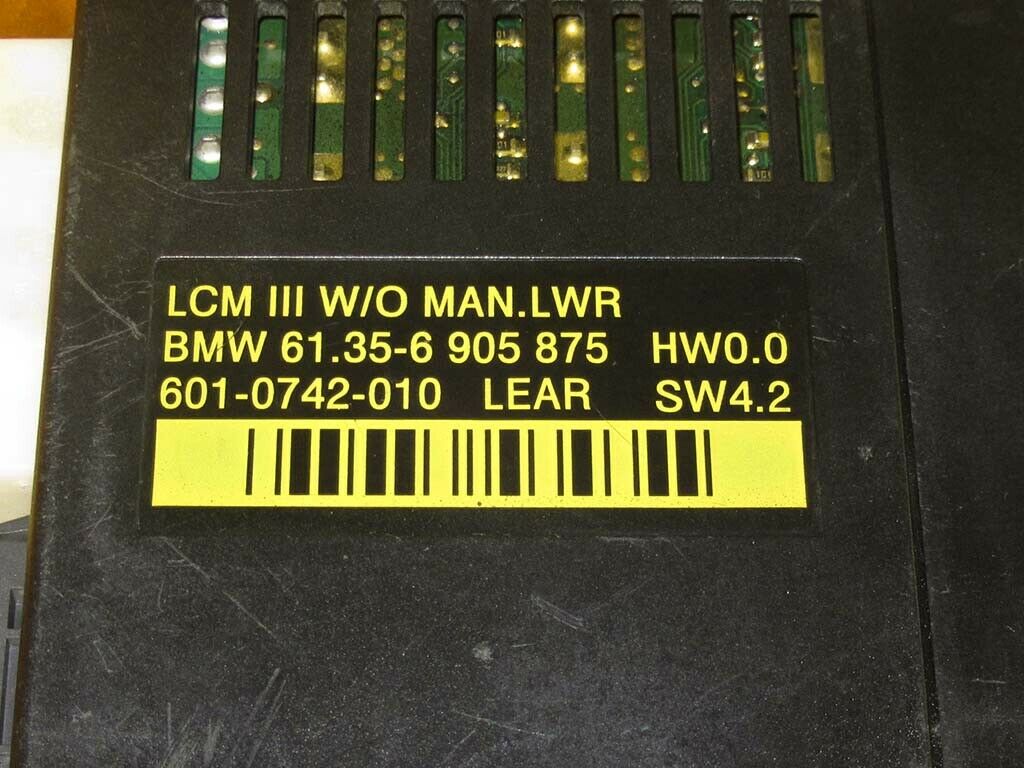 LCM III W/O MAN.LWR
BMW 61.35-6 905 875 HW0.0
601-0742-010 LEAR SW4.2